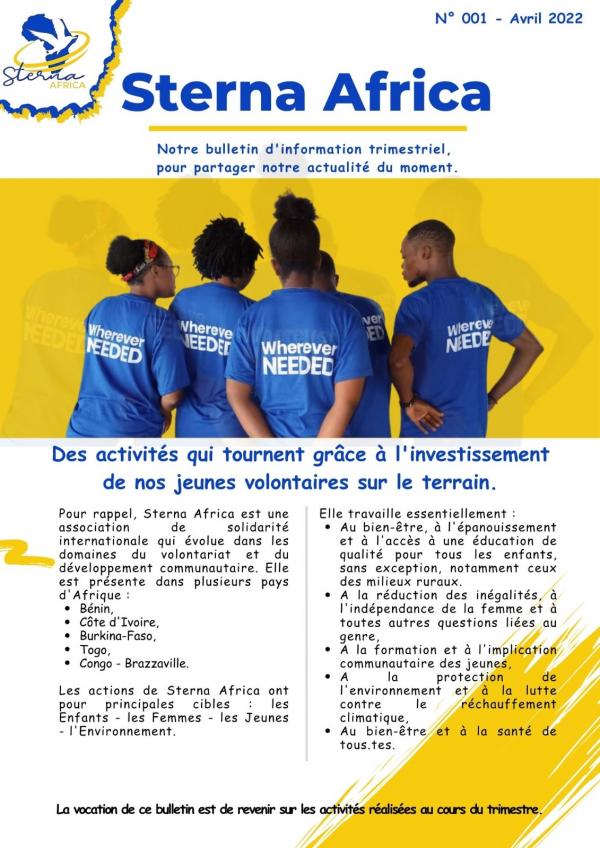 N° 001 - Avril 2022
Sterna
AFRICA
Sterna Africa
Notre bulletin d'information trimestriel,
pour partager notre actualité du moment.
Wherever
NEEDED
Wherever
NEEDED
Wherever
NEEDED
Wherever
NEEDED
Wherever
NEEDED
Des activités qui tournent grâce à l'investissement
de nos jeunes volontaires sur le terrain.
Pour rappel, Sterna Africa est une
association de solidarité
internationale qui évolue dans les
domaines du volontariat et du
développement communautaire. Elle
est présente dans plusieurs pays
d'Afrique :
• Bénin,
• Côte d'Ivoire,
• Burkina-Faso,
• Togo,
• Congo - Brazzaville.
Les actions de Sterna Africa ont
pour principales cibles : les
Enfants - les Femmes - les Jeunes
- l'Environnement.
Elle travaille essentiellement :
• Au bien-être, à l'épanouissement
et à l'accès à une éducation de
qualité pour tous les enfants,
sans exception, notamment ceux
des milieux ruraux.
• A la réduction des inégalités, à
l'indépendance de la femme et à
toutes autres questions liées au
genre,
• A la formation et à l'implication
communautaire des jeunes,
• A la protection de
l'environnement et à la lutte
contre le réchauffement
climatique,
• Au bien-être et à la santé de
tous.tes.
La vocation de ce bulletin est de revenir sur les activités réalisées au cours du trimestre.